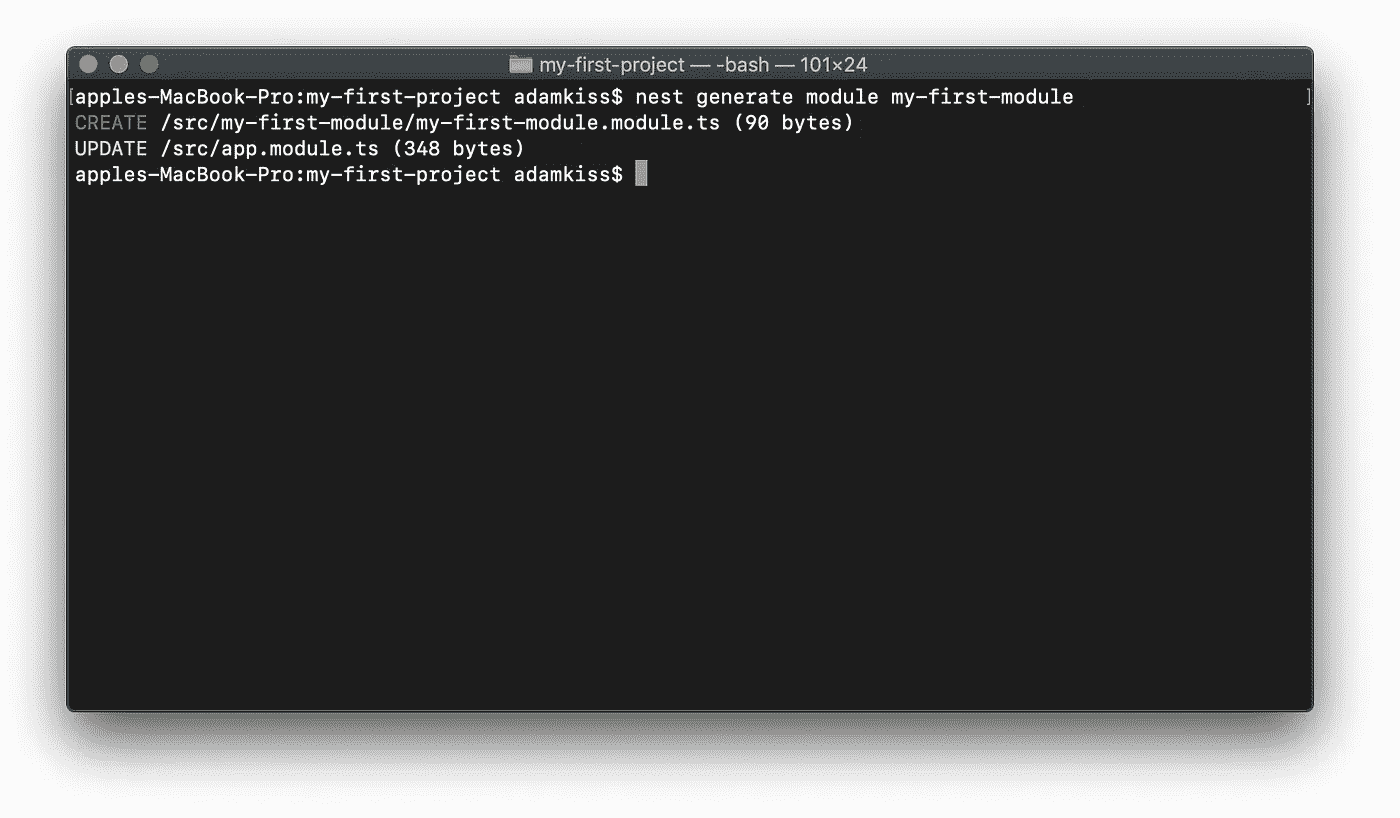 my-first-project — -bash — 101×24
[apples-MacBook-Pro:my-first-project adamkiss$ nest generate module my-first-module ]
CREATE /src/my-first-module/my-first-module.module.ts (90 bytes)
UPDATE /src/app.module.ts (348 bytes)
apples-MacBook-Pro:my-first-project adamkiss$